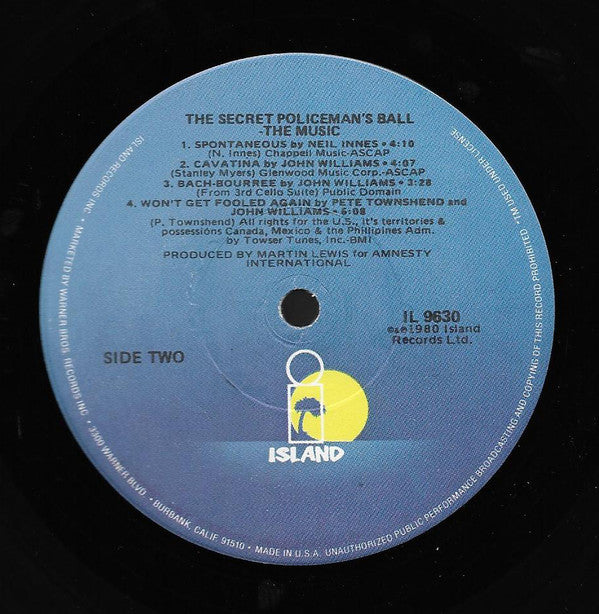 THE SECRET POLICEMAN'S BALL
-THE MUSIC
1. SPONTANEOUS by NEIL INNES • 4:10
(N. Innes) Chappell Music-ASCAP
2. CAVATINA by JOHN WILLIAMS • 4:07
(Stanley Myers) Glenwood Music Corp.-ASCAP
3. BACH-BOURREE by JOHN WILLIAMS • 3:28
(From 3rd Cello Suite) Public Domain
4. WON'T GET FOOLED AGAIN by PETE TOWNSHEND and
JOHN WILLIAMS • 6:08
(P. Townshend) All rights for the U.S., it's territories &
possessions Canada, Mexico & the Phillipines Adm.
by Towser Tunes, Inc.-BMI
PRODUCED BY MARTIN LEWIS for AMNESTY
INTERNATIONAL
IL 9630
℗&©1980 Island
Records Ltd.
SIDE TWO
ISLAND
ISLAND RECORDS INC. • MARKETED BY WARNER BROS. RECORDS INC. • 3300 WARNER BLVD. • BURBANK, CALIF 91510 • MADE IN U.S.A. UNAUTHORIZED PUBLIC PERFORMANCE BROADCASTING AND COPYING OF THIS RECORD PROHIBITED • ™ USED UNDER LICENSE